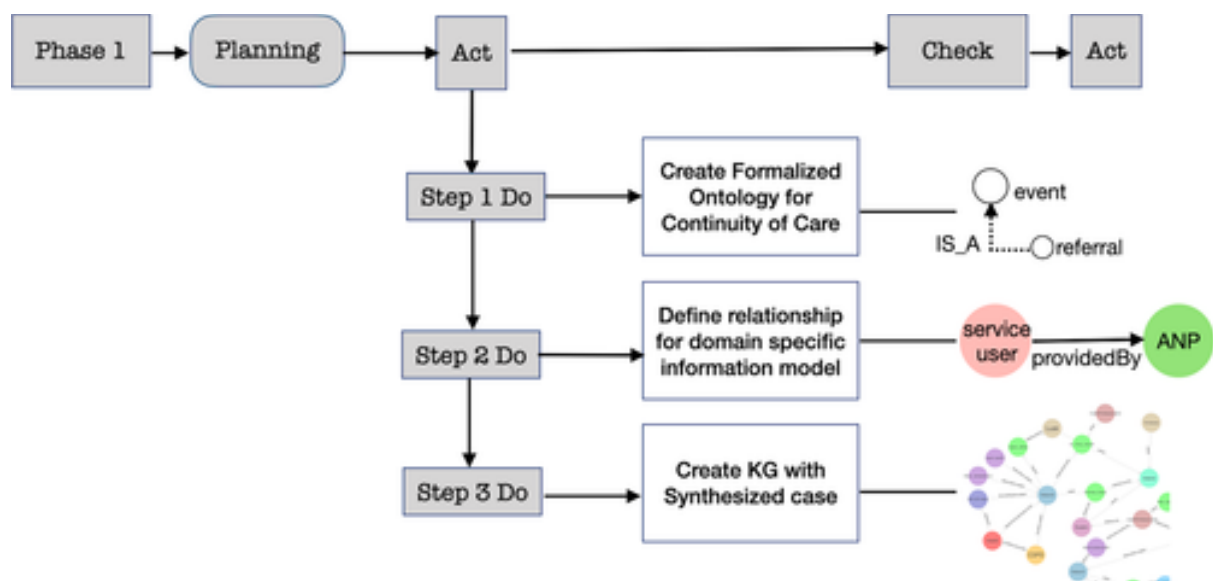 Phase 1
Planning
Act
Check
Act
Step 1 Do
Create Formalized
Ontology for
Continuity of Care
event
IS_A
referral
Step 2 Do
Define relationship
for domain specific
information model
service
user
providedBy
ANP
Step 3 Do
Create KG with
Synthesized case